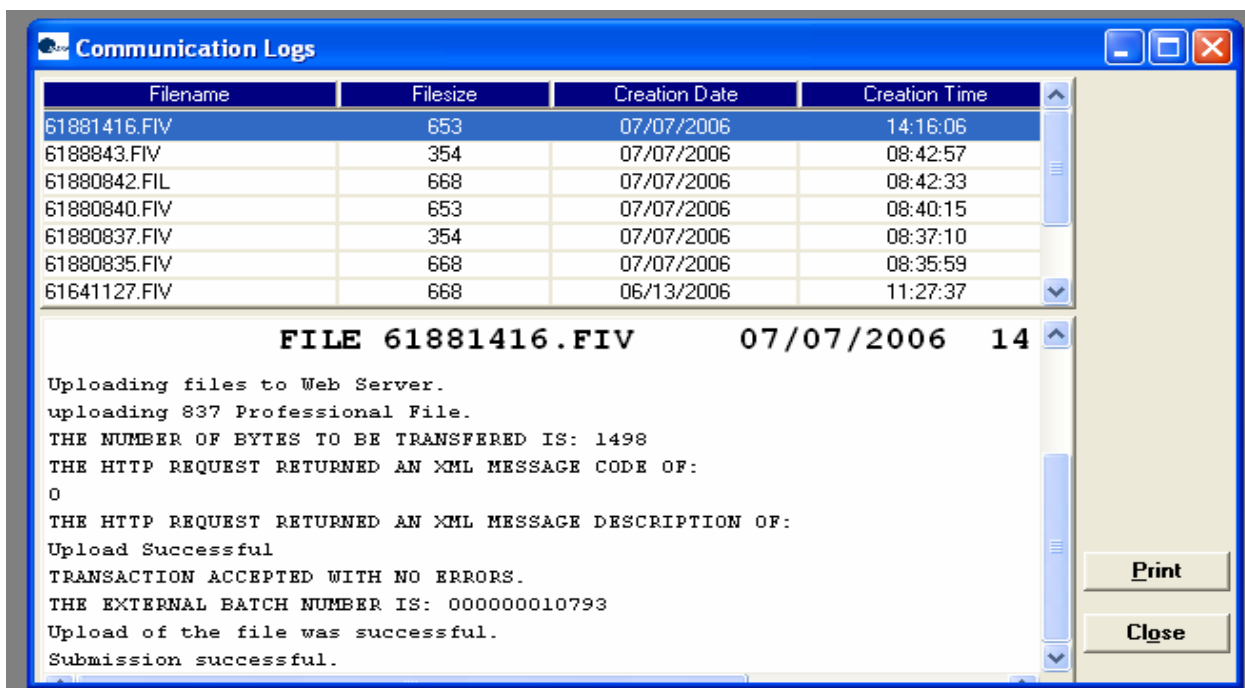 Communication Logs
Filename Filesize Creation Date Creation Time
61881416.FIV 653 07/07/2006 14:16:06
6188843.FIV 354 07/07/2006 08:42:57
61880842.FIL 668 07/07/2006 08:42:33
61880840.FIV 653 07/07/2006 08:40:15
61880837.FIV 354 07/07/2006 08:37:10
61880835.FIV 668 07/07/2006 08:35:59
61641127.FIV 668 06/13/2006 11:27:37
FILE 61881416.FIV 07/07/2006 14
Uploading files to Web Server.
uploading 837 Professional File.
THE NUMBER OF BYTES TO BE TRANSFERED IS: 1498
THE HTTP REQUEST RETURNED AN XML MESSAGE CODE OF:
0
THE HTTP REQUEST RETURNED AN XML MESSAGE DESCRIPTION OF:
Upload Successful
TRANSACTION ACCEPTED WITH NO ERRORS.
THE EXTERNAL BATCH NUMBER IS: 000000010793
Upload of the file was successful.
Submission successful.
Print
Close